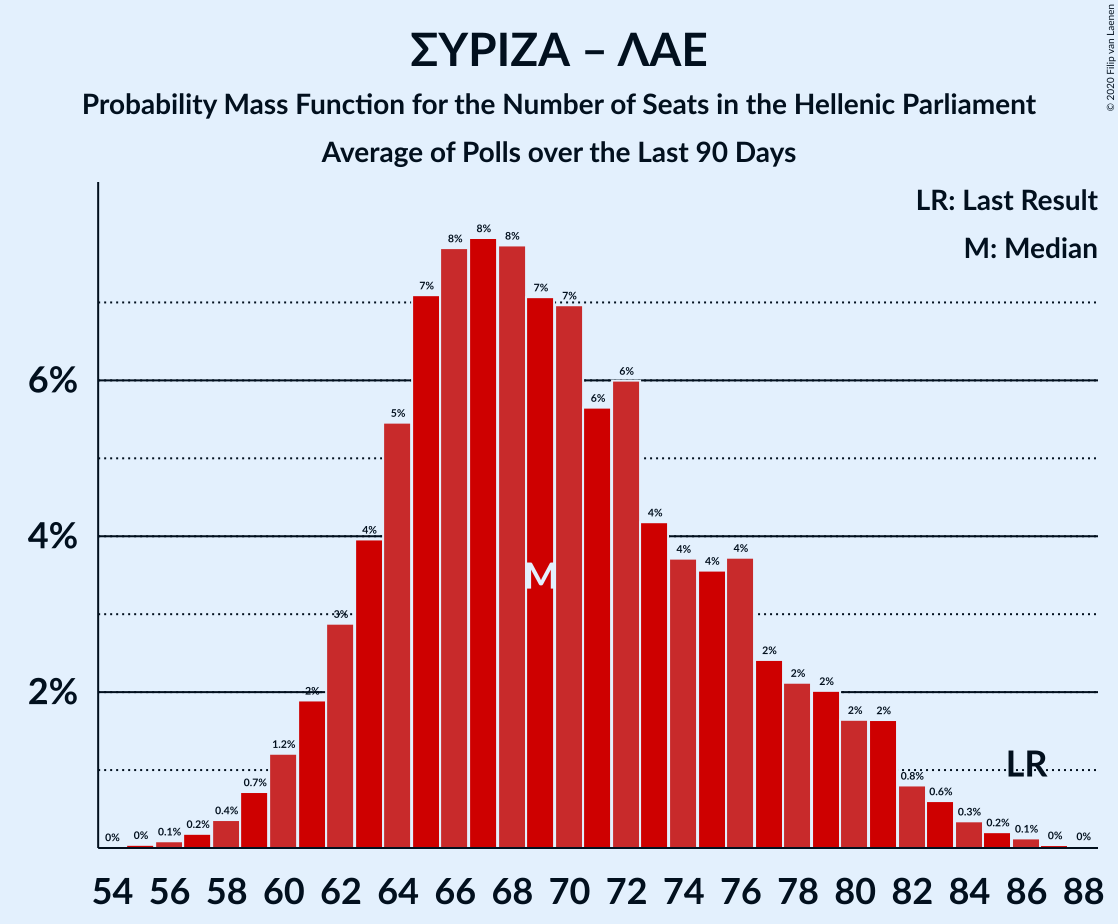 ΣΥΡΙΖΑ – ΛΑΕ
Probability Mass Function for the Number of Seats in the Hellenic Parliament
Average of Polls over the Last 90 Days
© 2020 Filip van Laenen
LR: Last Result
M: Median
6%
4%
2%
0% 0% 0.1% 0.2% 0.4% 0.7% 1.2% 2% 3% 4% 5% 7% 8% 8% 8% 7% 7% 6% 6% 4% 4% 4% 4% 2% 2% 2% 2% 2% 0.8% 0.6% 0.3% 0.2% 0.1% 0% 0%
M
LR
54 56 58 60 62 64 66 68 70 72 74 76 78 80 82 84 86 88